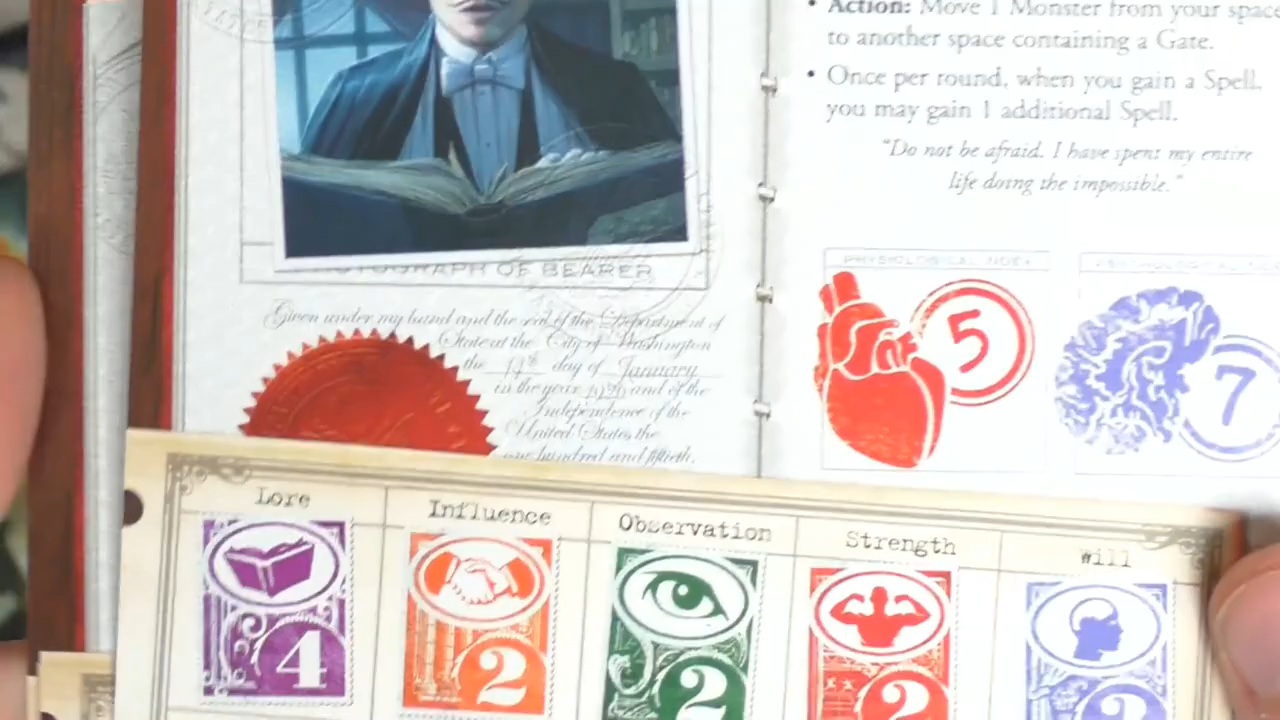 • Action: Move 1 Monster from your space
to another space containing a Gate.
• Once per round, when you gain a Spell,
you may gain 1 additional Spell.
"Do not be afraid. I have spent my entire
life doing the impossible."
PHOTOGRAPH OF BEARER
Given under my hand and the seal of the Department of
State at the City of Washington
the day of January
in the year 1926 and of the
Independence of the
United States the
one hundred and fiftieth.
PHYSIOLOGICAL INDEX
5
7
Lore
Influence
Observation
Strength
Will
4
2
2
2